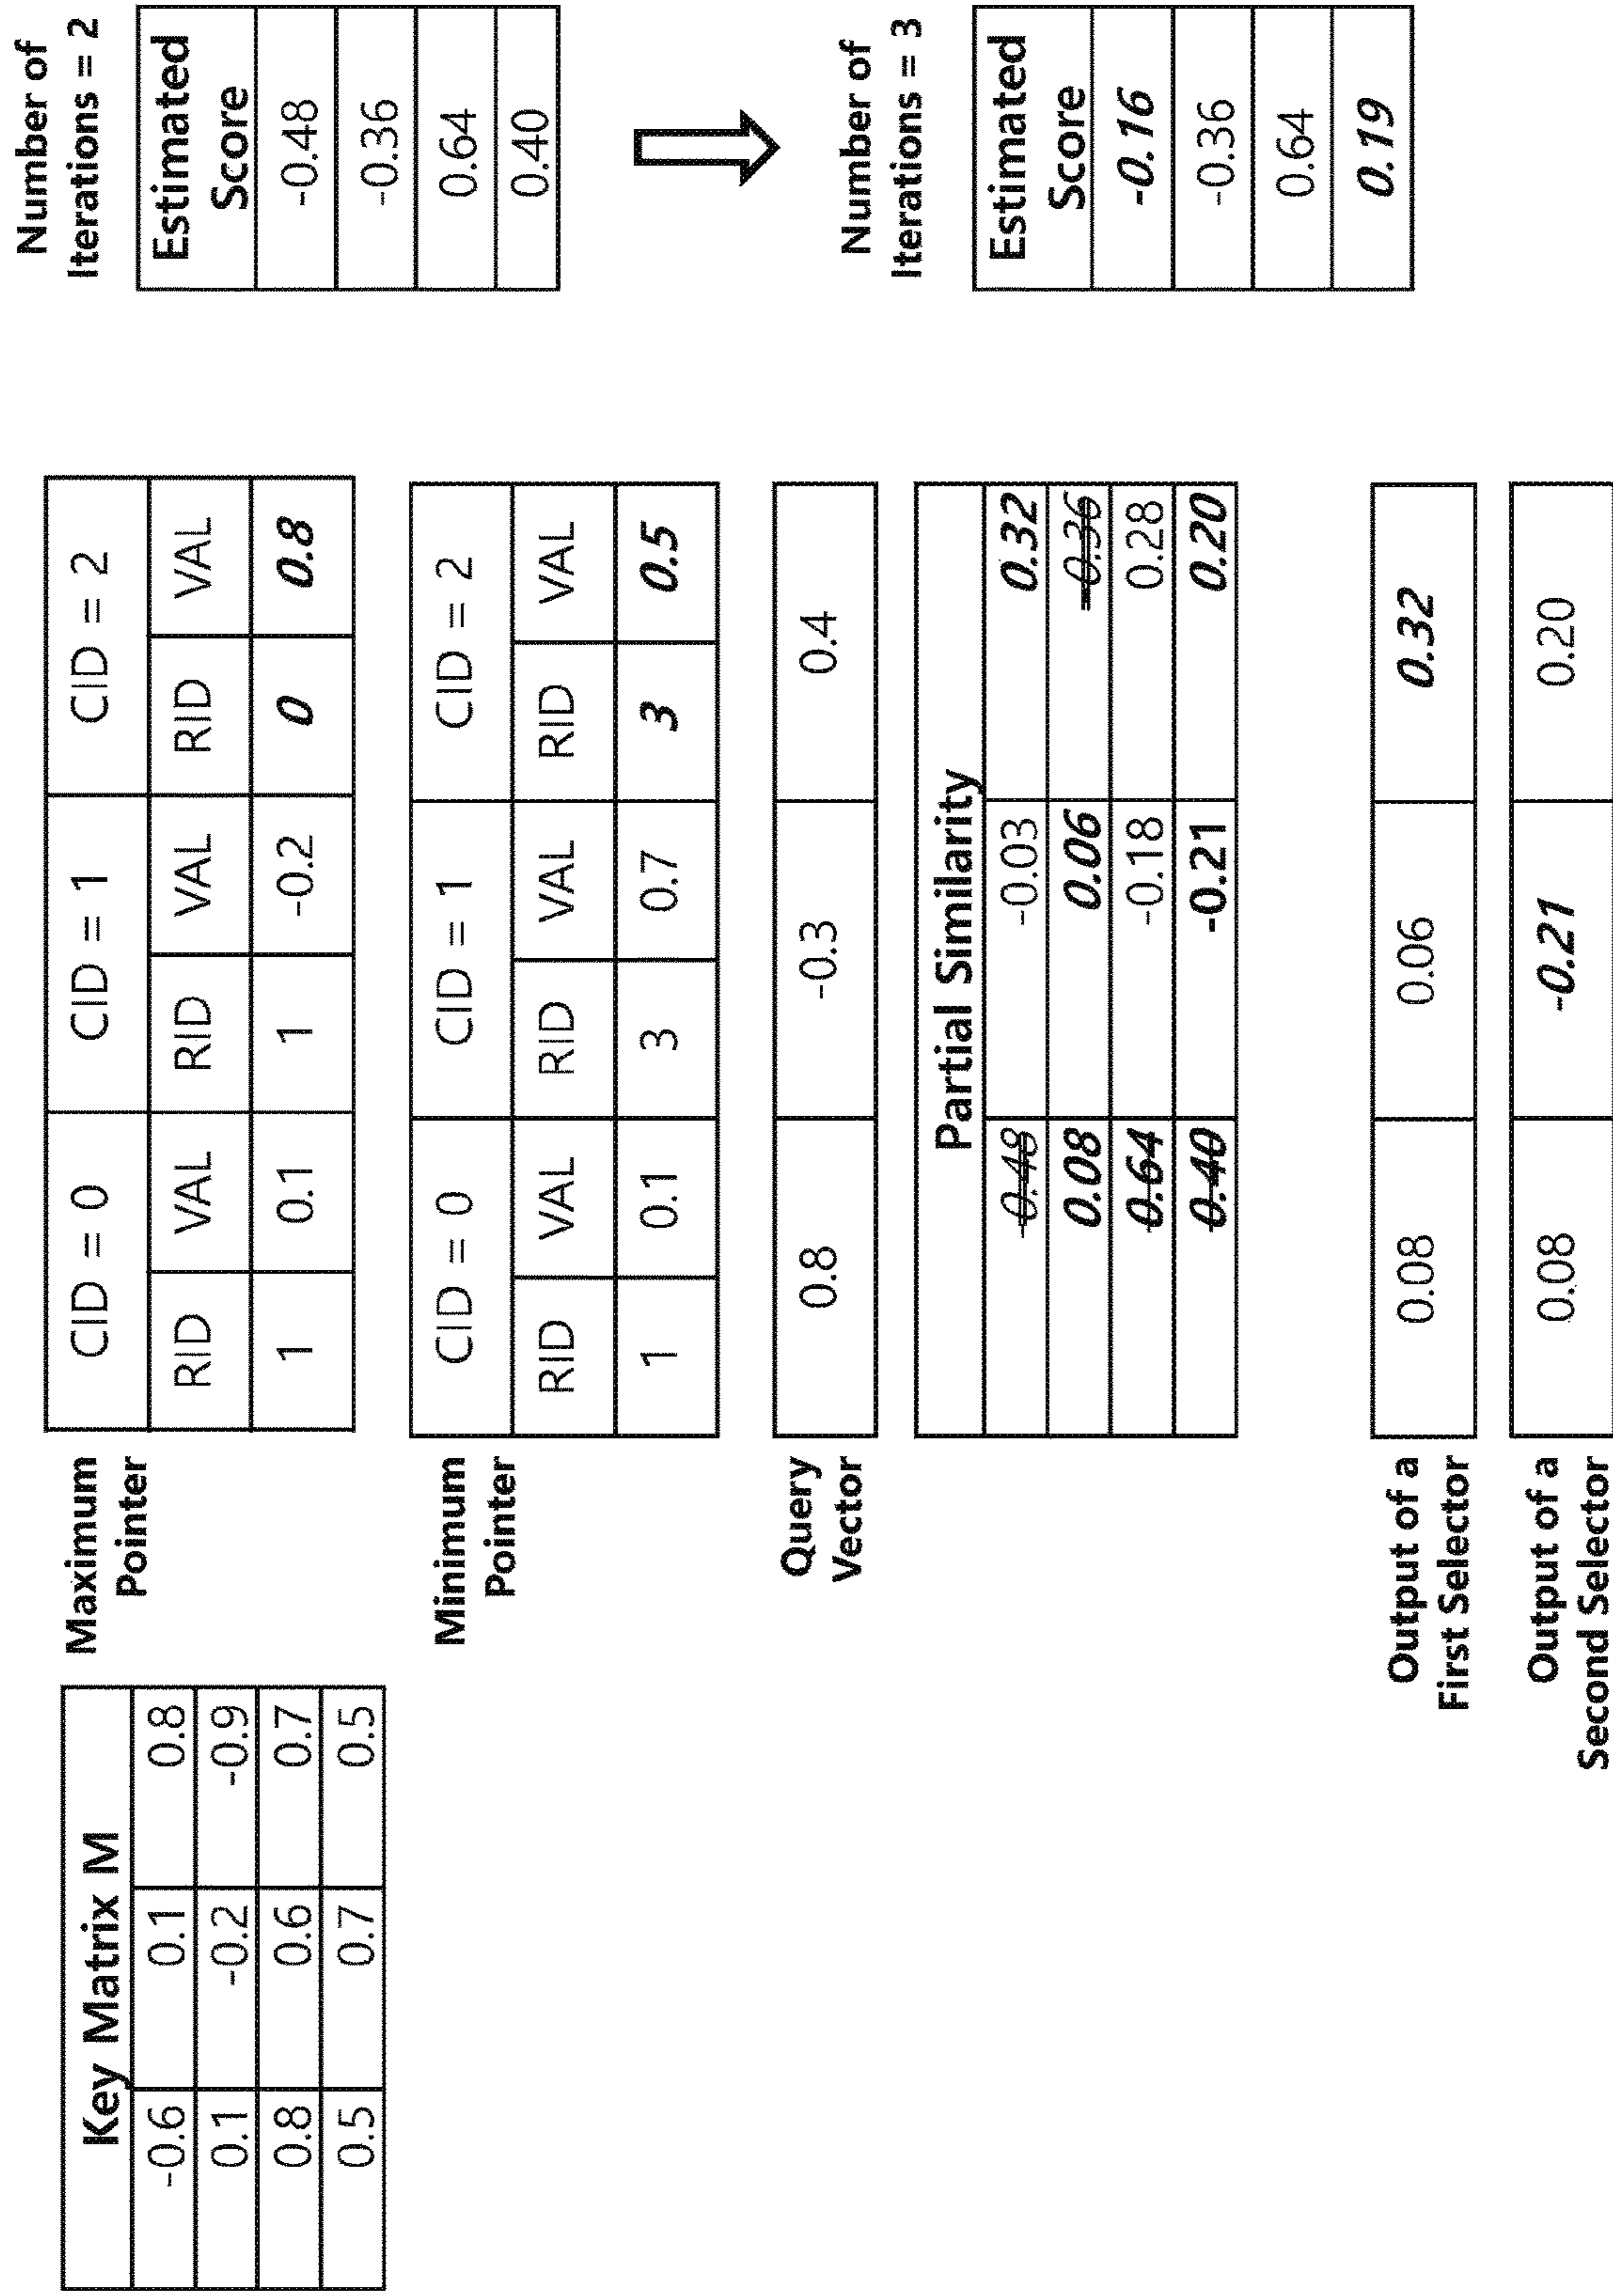 Key Matrix M
-0.6 0.1 0.8
0.1 -0.2 -0.9
0.8 0.6 0.7
0.5 0.7 0.5
Maximum
Pointer
CID = 0 CID = 1 CID = 2
RID VAL RID VAL RID VAL
1 0.1 1 -0.2 0 0.8
Minimum
Pointer
CID = 0 CID = 1 CID = 2
RID VAL RID VAL RID VAL
1 0.1 3 0.7 3 0.5
Query
Vector
0.8 -0.3 0.4
Partial Similarity
-0.48 -0.03 0.32
0.08 0.06 -0.36
0.64 -0.18 0.28
0.40 -0.21 0.20
Output of a
First Selector
0.08 0.06 0.32
Output of a
Second Selector
0.08 -0.21 0.20
Number of
Iterations = 2
Estimated
Score
-0.48
-0.36
0.64
0.40
Number of
Iterations = 3
Estimated
Score
-0.16
-0.36
0.64
0.19